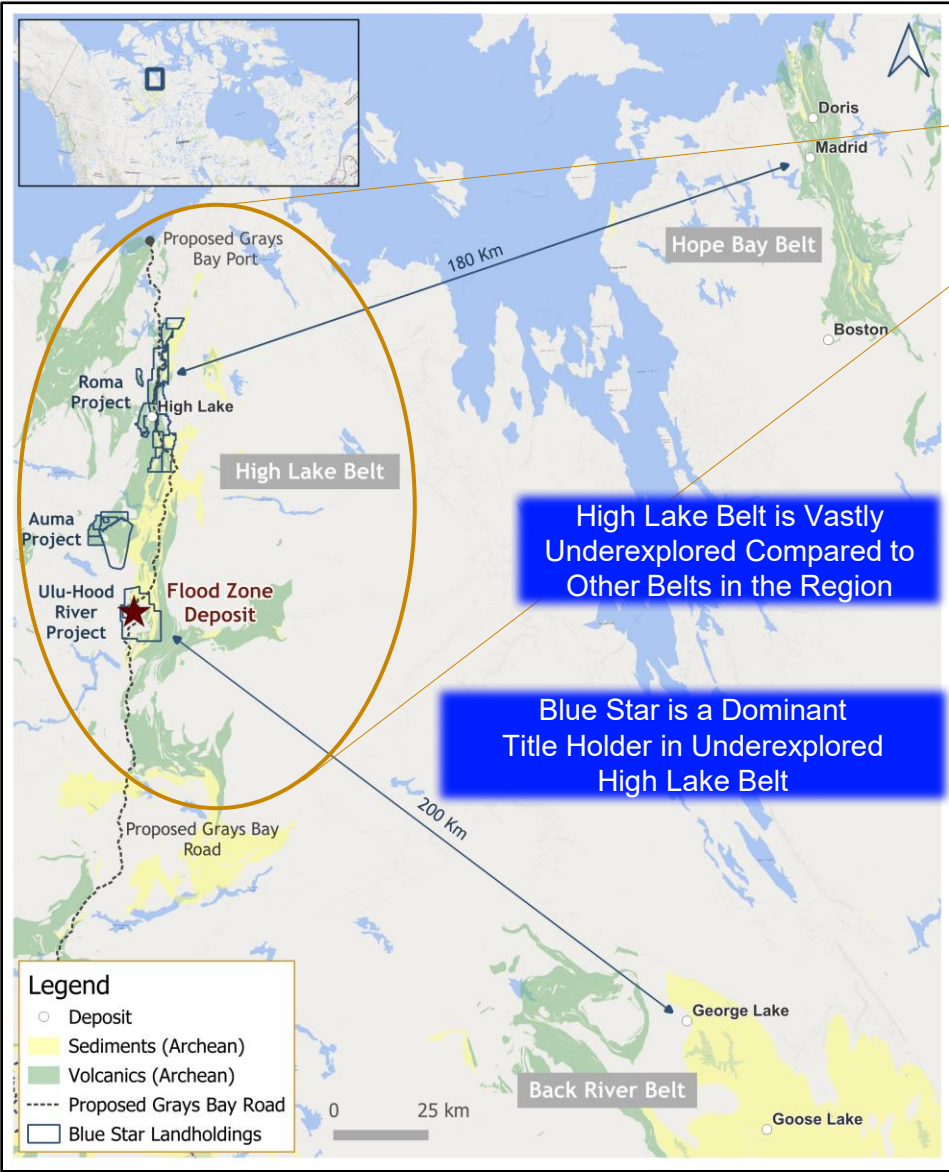 Doris
Madrid
Hope Bay Belt
Boston
180 Km
Proposed Grays
Bay Port
Roma
Project
High Lake
High Lake Belt
Auma
Project
Ulu-Hood
River
Project
Flood Zone
Deposit
High Lake Belt is Vastly
Underexplored Compared to
Other Belts in the Region
Blue Star is a Dominant
Title Holder in Underexplored
High Lake Belt
200 Km
Proposed Grays Bay
Road
George Lake
Back River Belt
Goose Lake
Legend
Deposit
Sediments (Archean)
Volcanics (Archean)
Proposed Grays Bay Road
Blue Star Landholdings
0 25 km